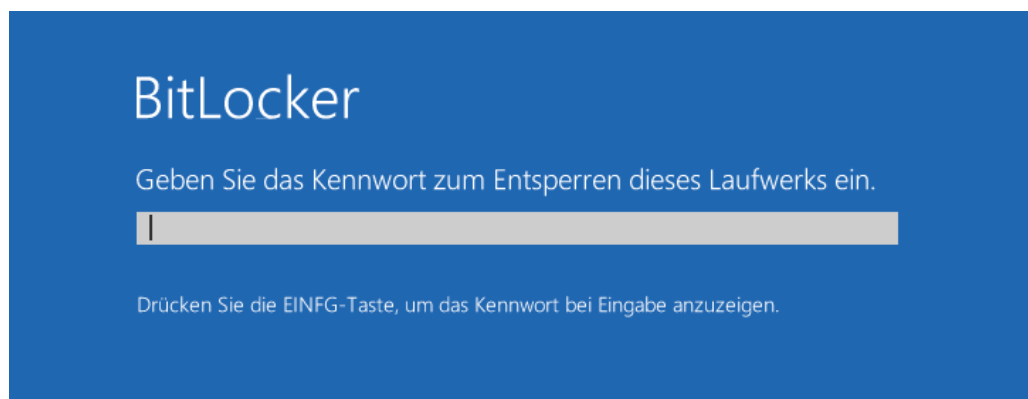 BitLocker
Geben Sie das Kennwort zum Entsperren dieses Laufwerks ein.
Drücken Sie die EINFG-Taste, um das Kennwort bei Eingabe anzuzeigen.